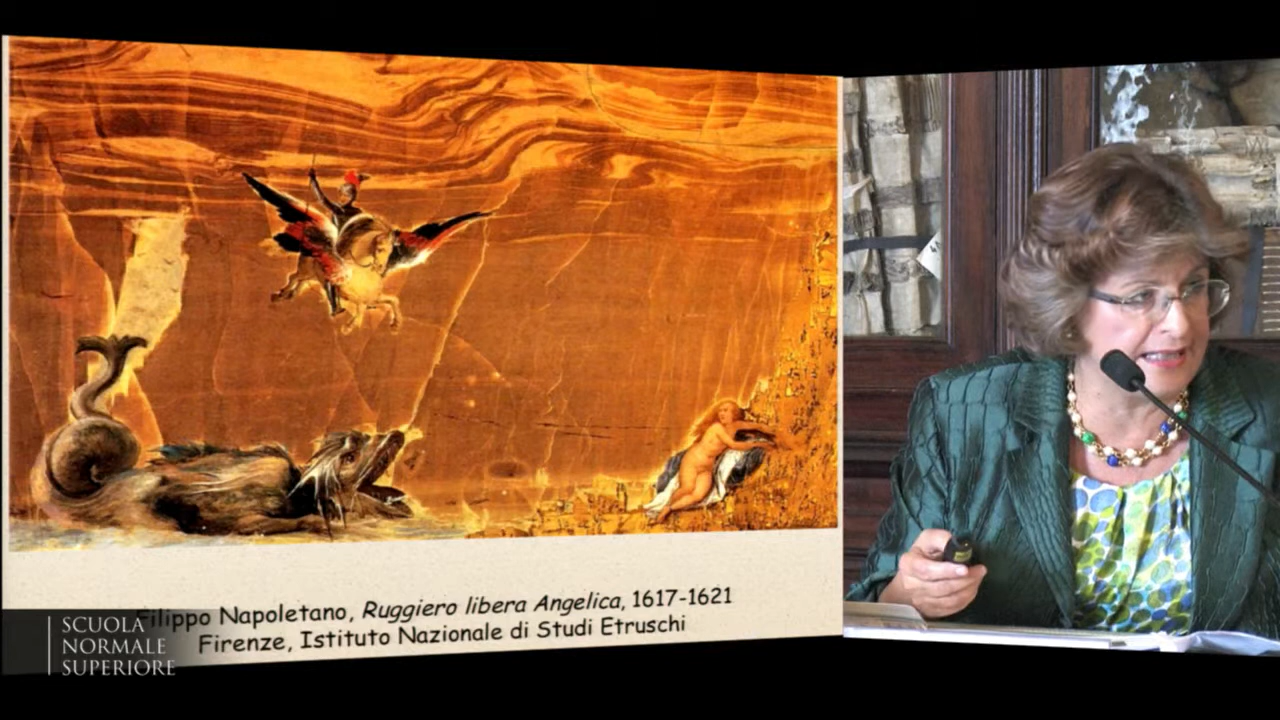 Filippo Napoletano, Ruggiero libera Angelica, 1617-1621
Firenze, Istituto Nazionale di Studi Etruschi
SCUOLA
NORMALE
SUPERIORE